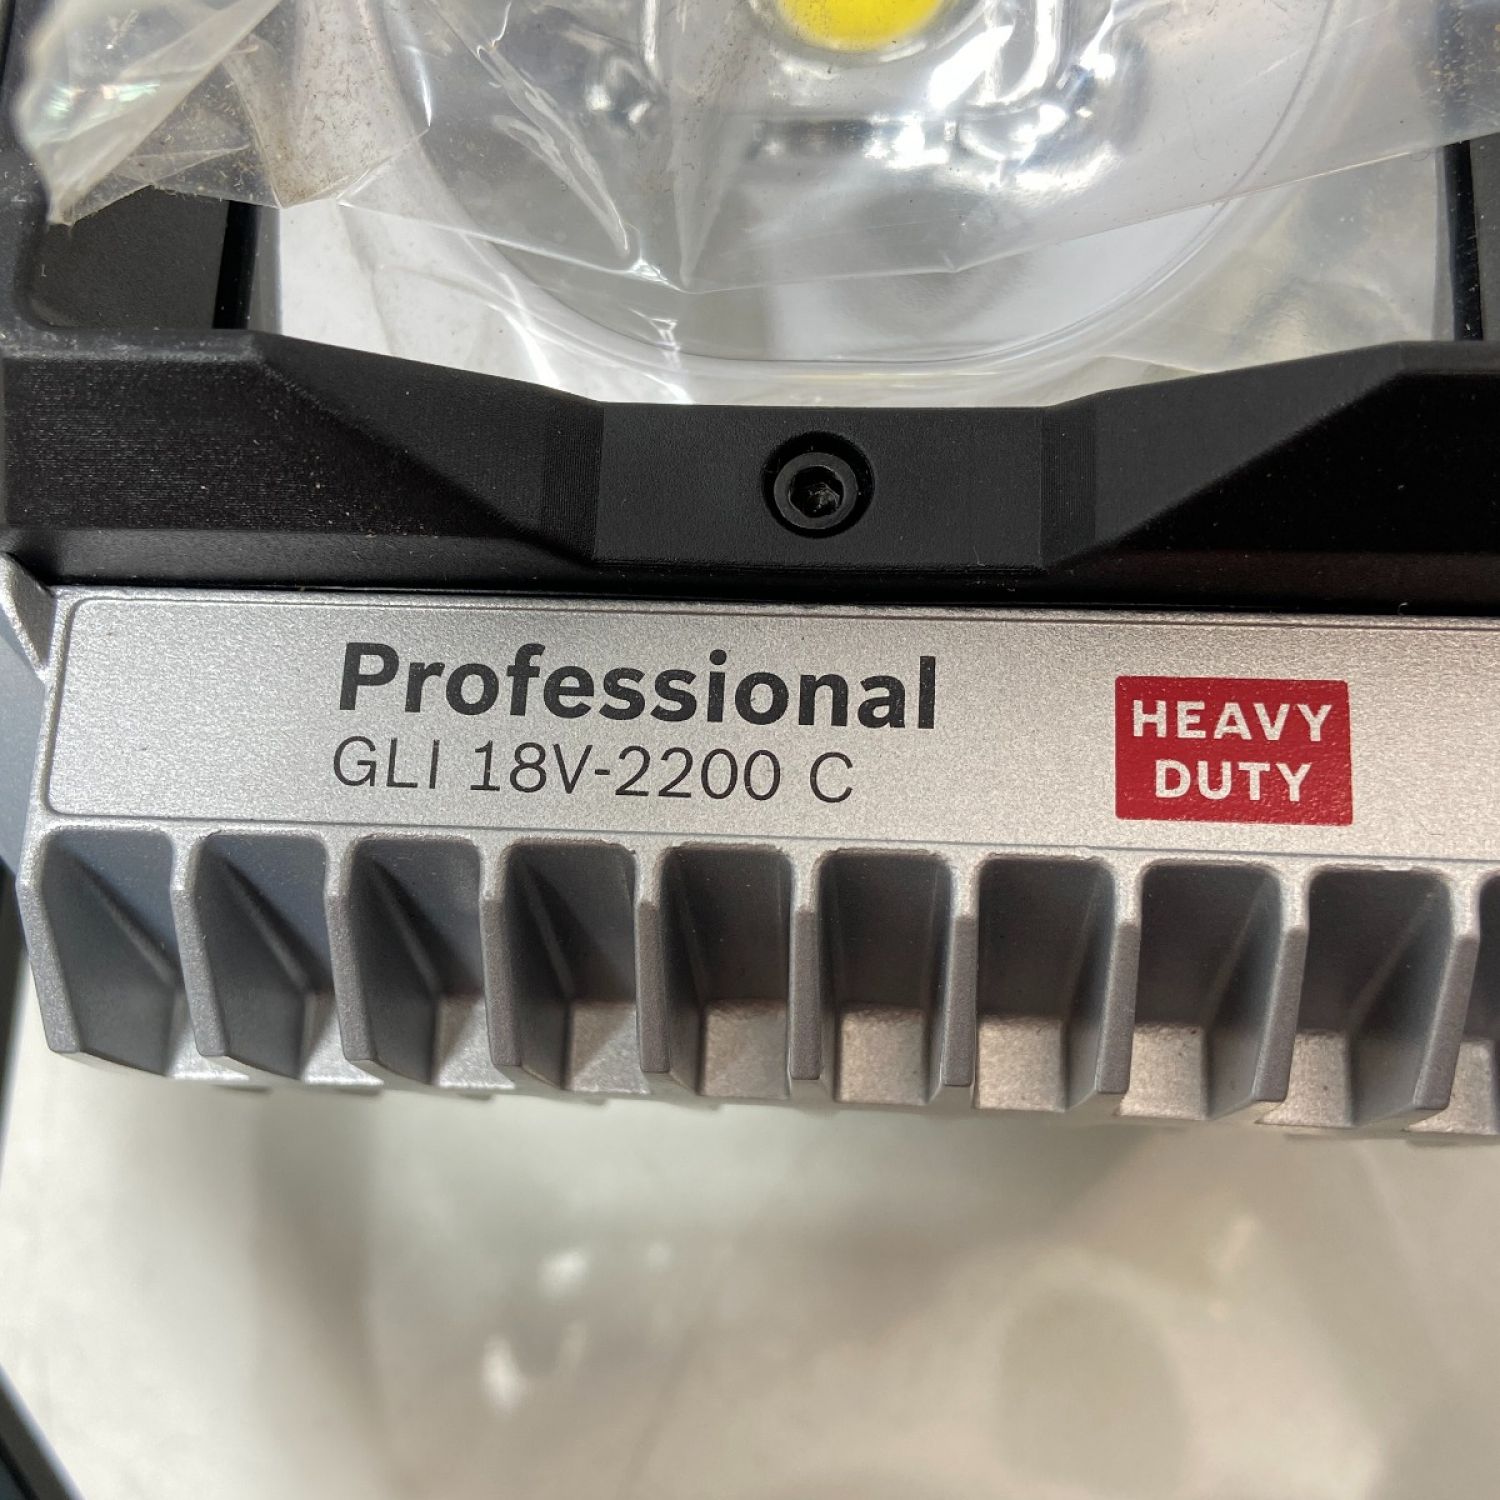 Professional
GLI 18V-2200 C
HEAVY
DUTY